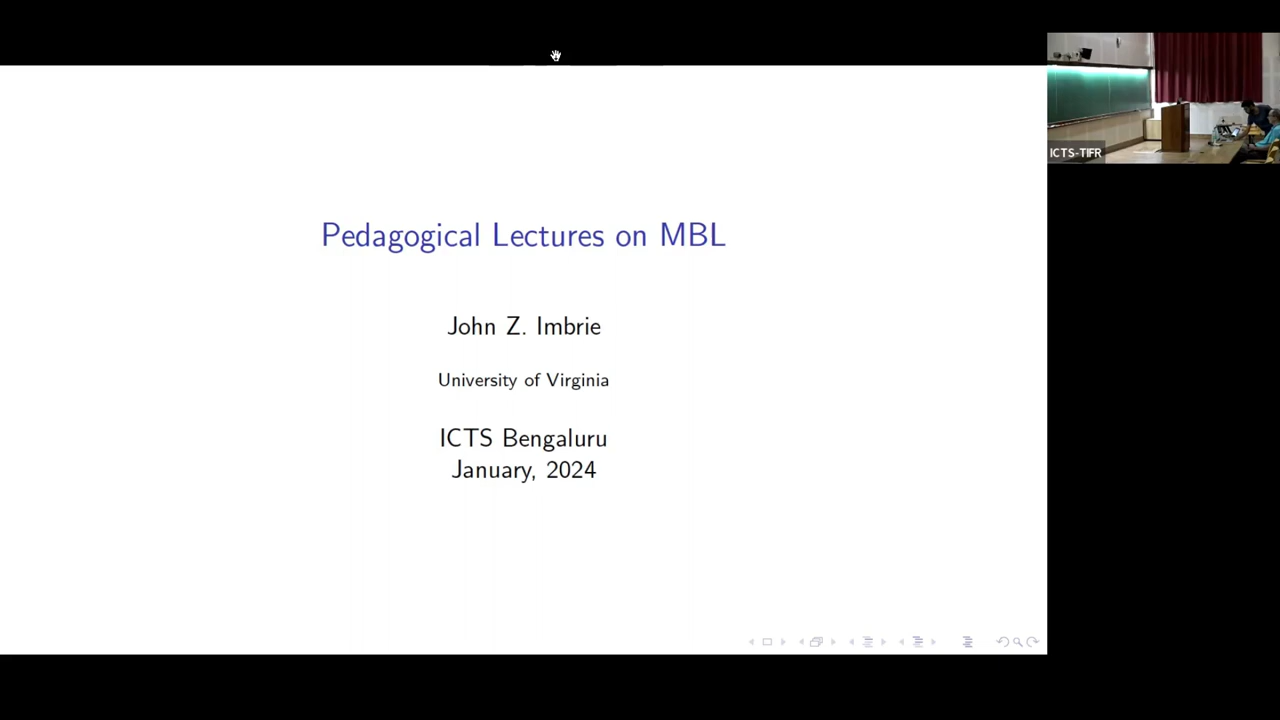 Pedagogical Lectures on MBL
John Z. Imbrie
University of Virginia
ICTS Bengaluru
January, 2024
ICTS-TIFR